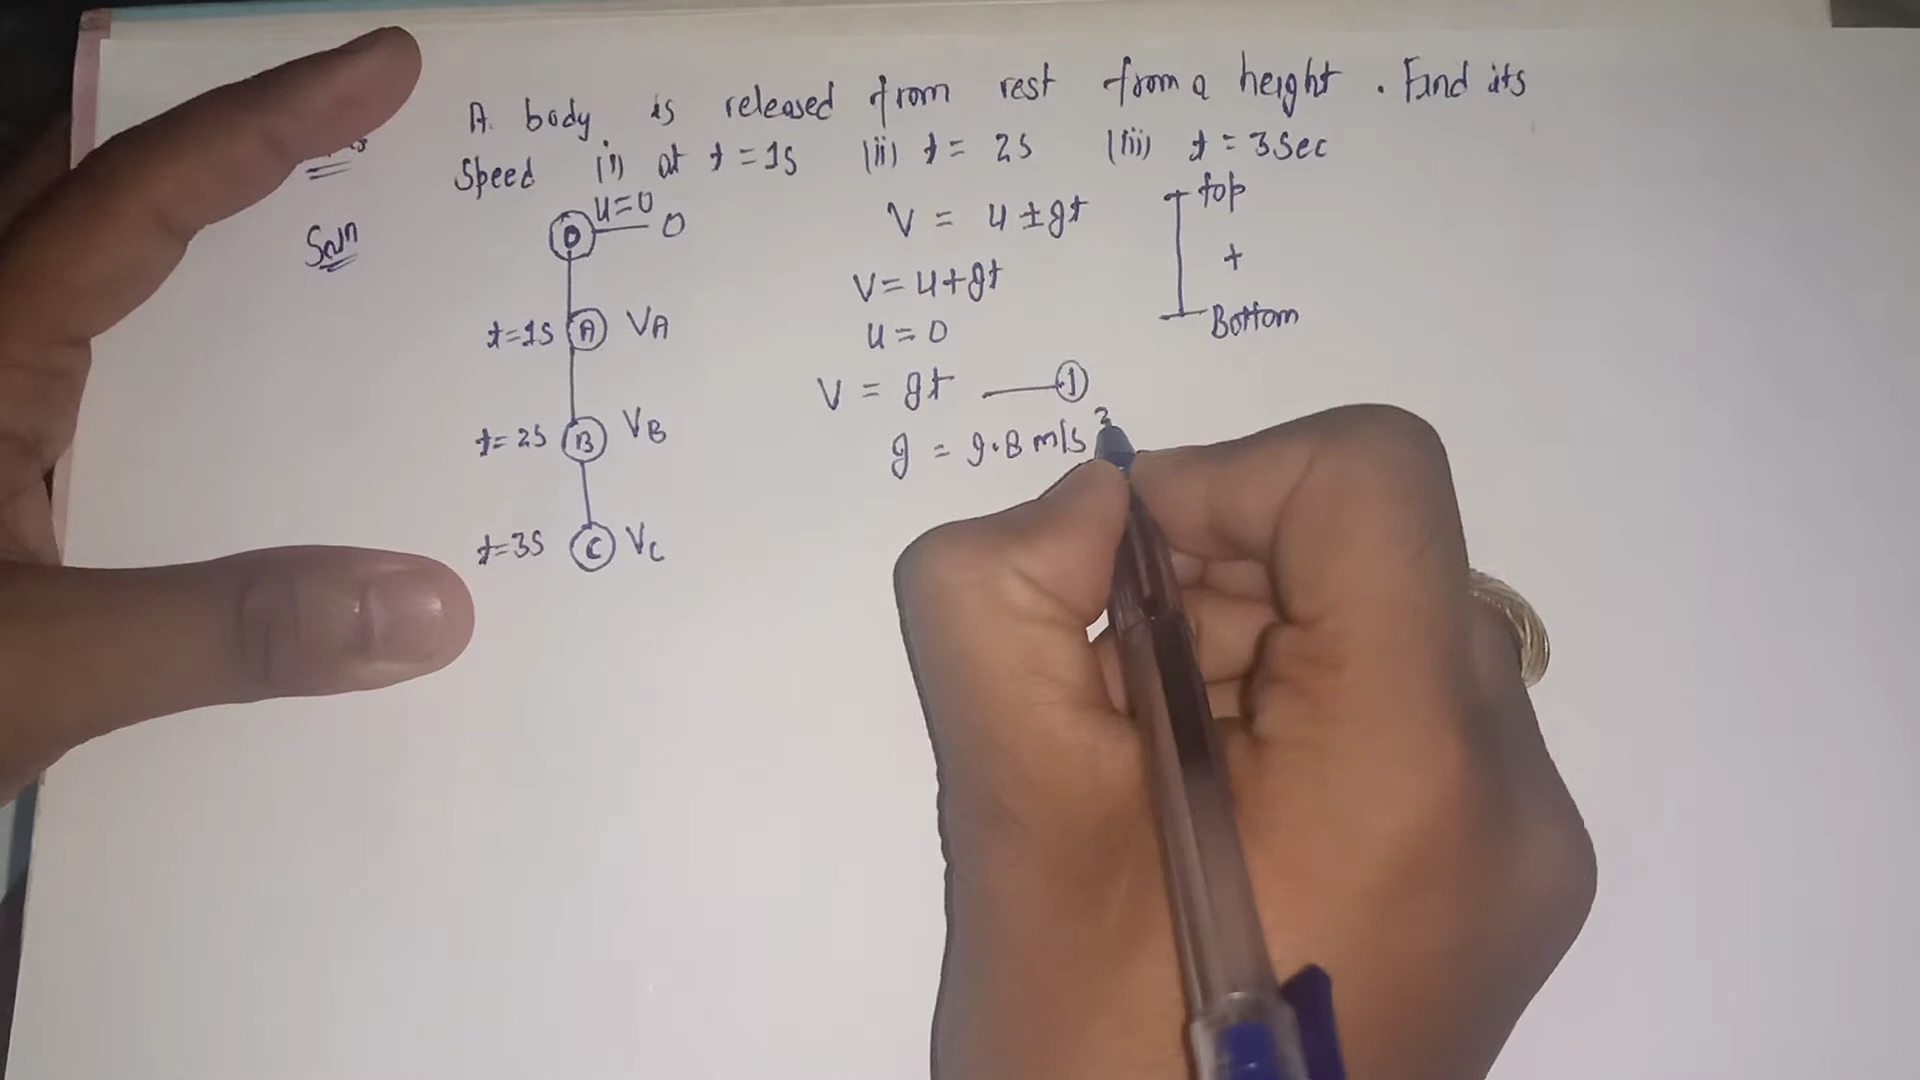 A body is released from rest from a height. Find its
Speed (i) at t = 1s (ii) t = 2s (iii) t = 3sec
Soln
u=0
O O
t=1s A VA
t=2s B VB
t=3s C VC
V = u ± gt
V = u + gt
u = 0
V = gt —— ①
g = 9.8 m/s²
top
+
Bottom